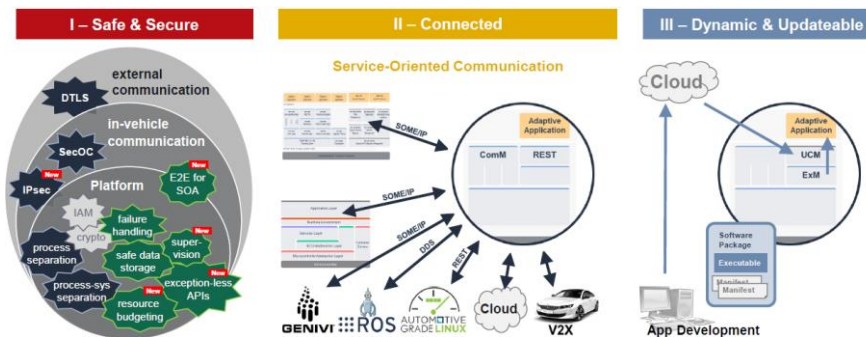 I – Safe & Secure
external
communication
DTLS
in-vehicle
communication
SecOC
New
IPsec
Platform
New
E2E for
SOA
IAM
crypto
failure
handling
process
separation
safe data
storage
New
super-
vision
process-sys
separation
New
resource
budgeting
New
exception-less
APIs
II – Connected
Service-Oriented Communication
SOME/IP
SOME/IP
SOME/IP
DDS
REST
Adaptive
Application
ComM
REST
GENIVI
ROS
AUTOMOTIVE
GRADE LINUX
Cloud
V2X
III – Dynamic & Updateable
Cloud
Adaptive
Application
UCM
ExM
Software
Package
Executable
Manifest
Manifest
App Development